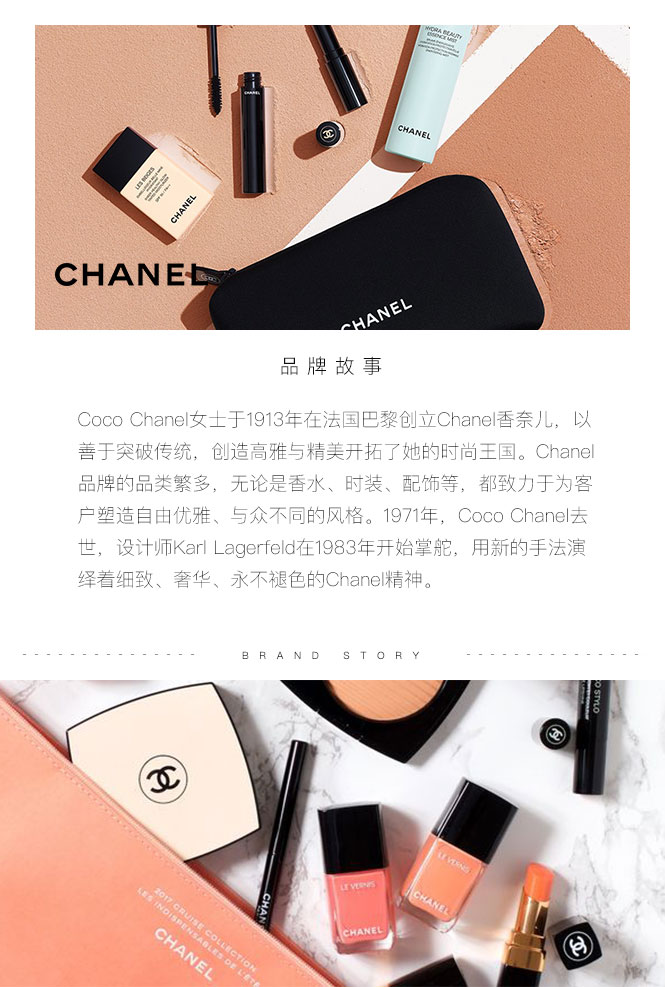 HYDRA BEAUTY
ESSENCE MIST
CHANEL
CHANEL
LES BEIGES
CHANEL
CHANEL
CHANEL
品牌故事
Coco Chanel女士于1913年在法国巴黎创立Chanel香奈儿，以
善于突破传统，创造高雅与精美开拓了她的时尚王国。Chanel
品牌的品类繁多，无论是香水、时装、配饰等，都致力于为客
户塑造自由优雅、与众不同的风格。1971年，Coco Chanel去
世，设计师Karl Lagerfeld在1983年开始掌舵，用新的手法演
绎着细致、奢华、永不褪色的Chanel精神。
BRAND STORY
STYLO
LE VERNIS
CHANEL
LE VERNIS
CHANEL
CHANEL
2017 CRUISE COLLECTION
LES INDISPENSABLES DE L'ÉTÉ
CHANEL